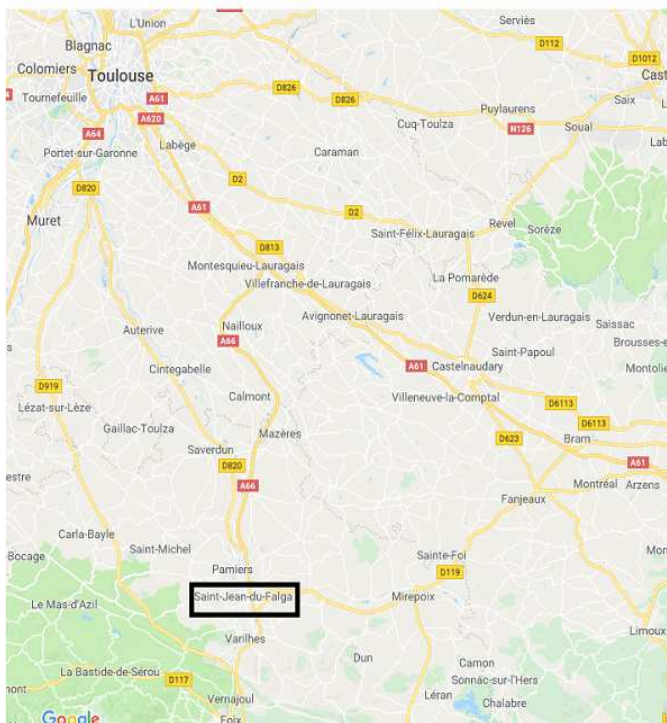 Serviès
L'Union
Blagnac
D112
D1012
Colomiers
Toulouse
Cast
Tournefeuille
A61
D826
D826
Saix
A620
Puylaurens
Cuq-Toulza
N126
Soual
A64
Labège
Lab
Portet-sur-Garonne
Caraman
D820
D2
A61
D2
Muret
Revel
Saint-Félix-Lauragais
Sorèze
D813
Montesquieu-Lauragais
Villefranche-de-Lauragais
La Pomarède
D624
Avignonet-Lauragais
Verdun-en-Lauragais
Auterive
Nailloux
Saissac
A66
Saint-Papoul
Brousses-e
Cintegabelle
A61
Castelnaudary
Montolie
D919
Calmont
Villeneuve-la-Comptal
Lézat-sur-Lèze
D6113
Gaillac-Toulza
D6113
Mazères
D623
Bram
Saverdun
D820
A61
A66
Montréal
Arzens
estre
Fanjeaux
Carla-Bayle
Saint-Michel
-Bocage
Sainte-Foi
Pamiers
D119
Saint-Jean-du-Falga
Mirepoix
Le Mas-d'Azil
Limoux
Varilhes
Dun
La Bastide-de-Sérou
Camon
D117
Sonnac-sur-l'Hers
mont
Vernajoul
Léran
Chalabre
Google
Foix